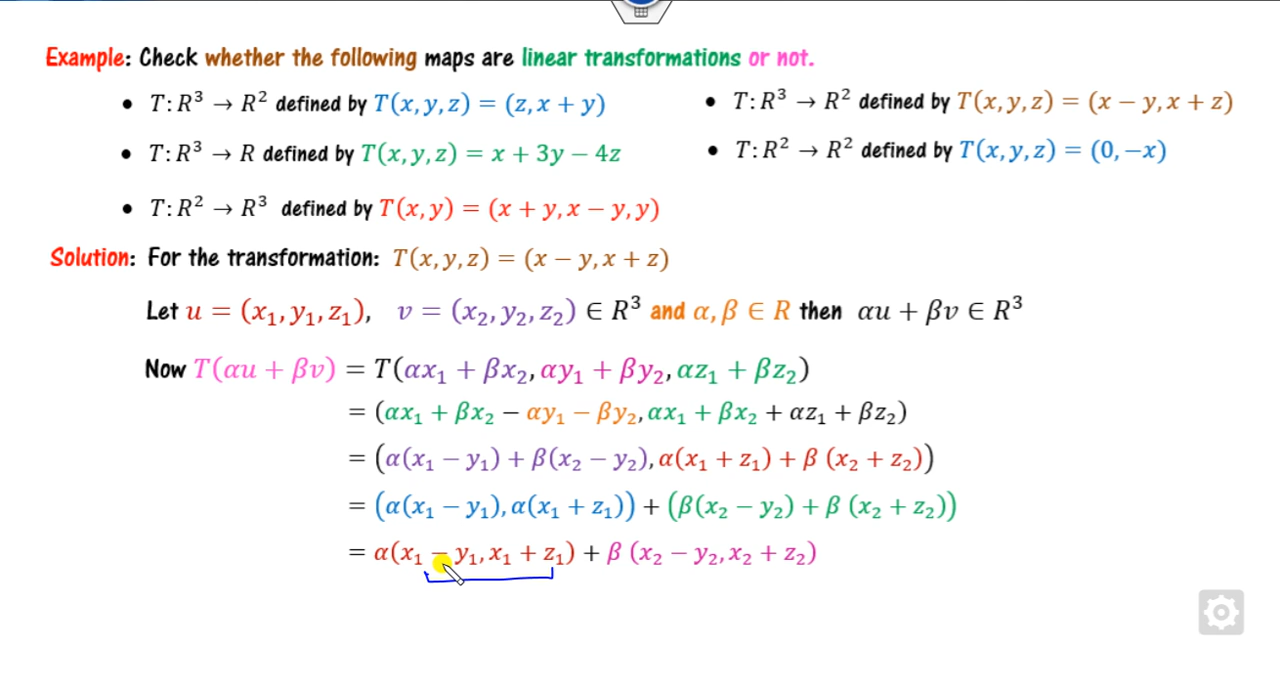 Example: Check whether the following maps are linear transformations or not.
• T: R³ → R² defined by T(x, y, z) = (z, x + y)
• T: R³ → R² defined by T(x, y, z) = (x − y, x + z)
• T: R³ → R defined by T(x, y, z) = x + 3y − 4z
• T: R² → R² defined by T(x, y, z) = (0, −x)
• T: R² → R³ defined by T(x, y) = (x + y, x − y, y)
Solution: For the transformation: T(x, y, z) = (x − y, x + z)
Let u = (x₁, y₁, z₁), v = (x₂, y₂, z₂) ∈ R³ and α, β ∈ R then αu + βv ∈ R³
Now T(αu + βv) = T(αx₁ + βx₂, αy₁ + βy₂, αz₁ + βz₂)
= (αx₁ + βx₂ − αy₁ − βy₂, αx₁ + βx₂ + αz₁ + βz₂)
= (α(x₁ − y₁) + β(x₂ − y₂), α(x₁ + z₁) + β (x₂ + z₂))
= (α(x₁ − y₁), α(x₁ + z₁)) + (β(x₂ − y₂) + β (x₂ + z₂))
= α(x₁ − y₁, x₁ + z₁) + β (x₂ − y₂, x₂ + z₂)